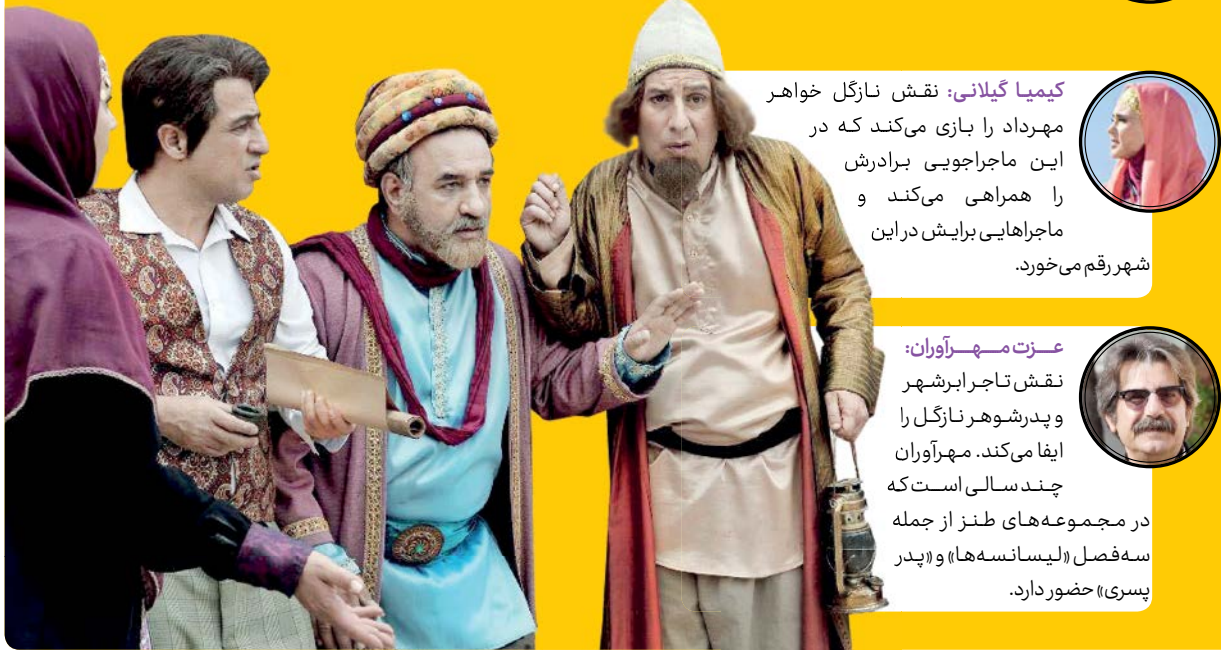 کیمیا گیلانی: نقش نازگل خواهر
مهرداد را بازی می‌کند که در
این ماجراجویی برادرش
را همراهی می‌کند و
ماجراهایی برایش در این
شهر رقم می‌خورد.
عزت مهرآوران:
نقش تاجر ابرشهر
و پدرشوهر نازگل را
ایفا می‌کند. مهرآوران
چند سالی است که
در مجموعه‌های طنز از جمله
سه فصل «لیسانسه‌ها» و «پدر
پسری» حضور دارد.